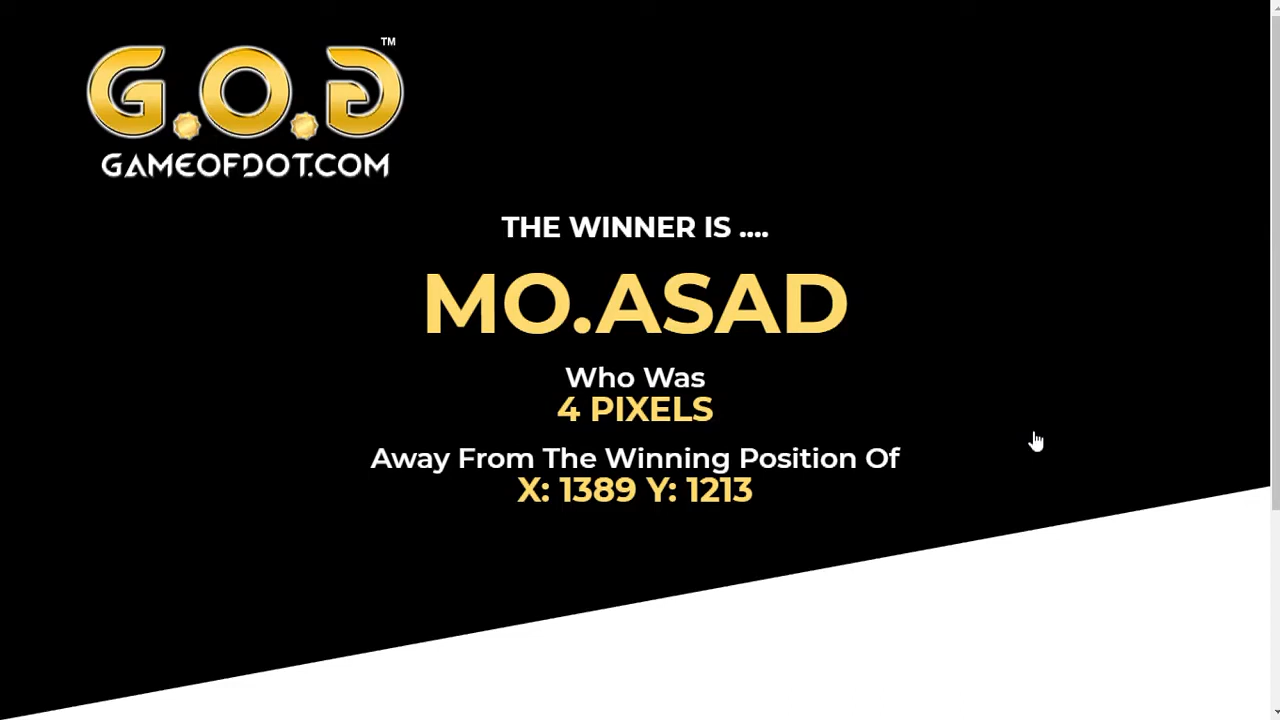 G.O.D ™
GAMEOFDOT.COM
THE WINNER IS ....
MO.ASAD
Who Was
4 PIXELS
Away From The Winning Position Of
X: 1389 Y: 1213